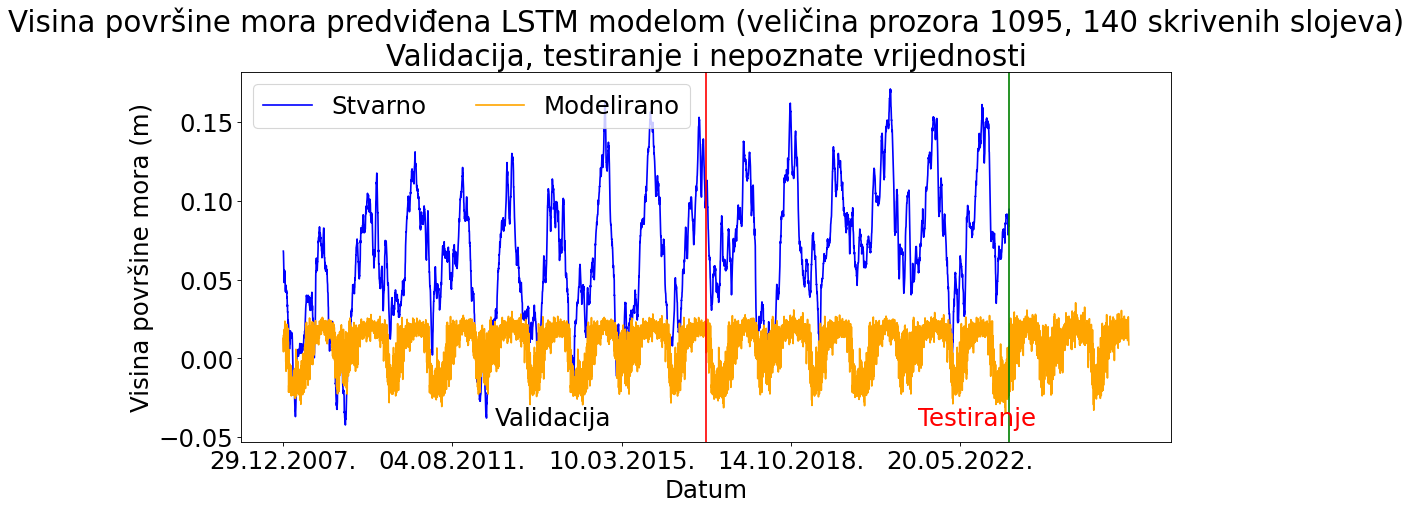 Visina površine mora predviđena LSTM modelom (veličina prozora 1095, 140 skrivenih slojeva)
Validacija, testiranje i nepoznate vrijednosti
Stvarno
Modelirano
Visina površine mora (m)
0.15
0.10
0.05
0.00
−0.05
Validacija
Testiranje
29.12.2007.
04.08.2011.
10.03.2015.
14.10.2018.
20.05.2022.
Datum